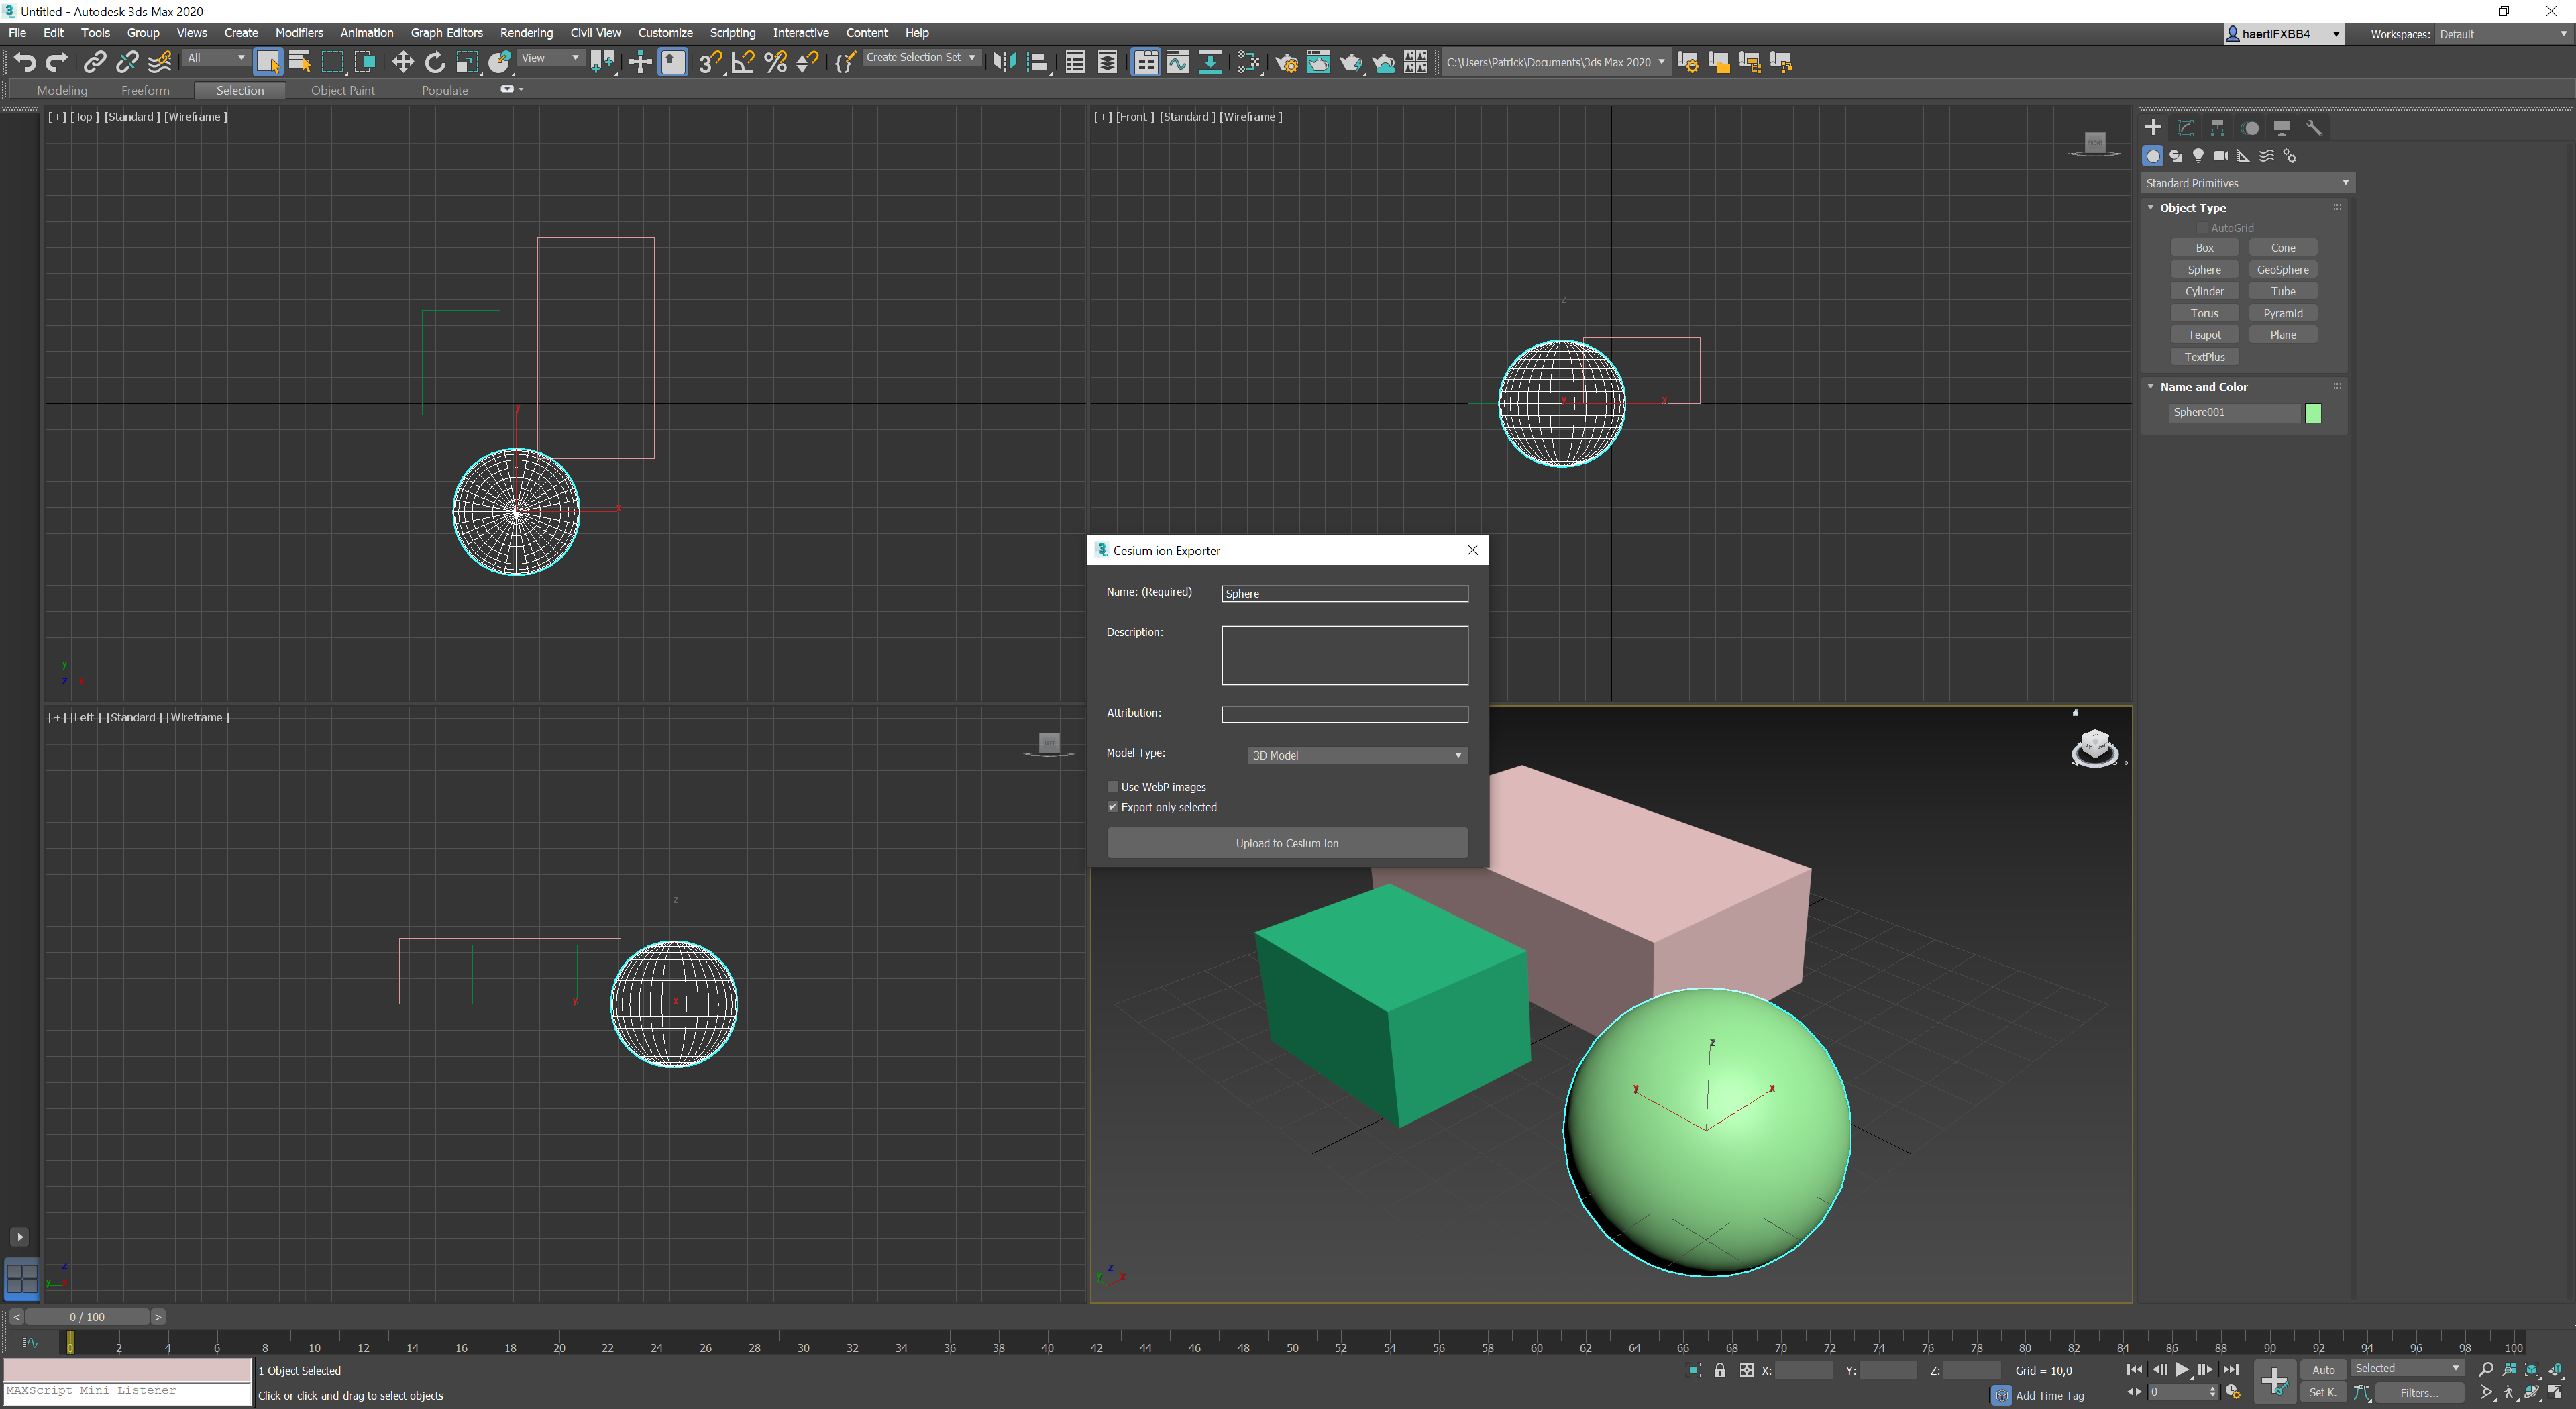 Untitled - Autodesk 3ds Max 2020
File Edit Tools Group Views Create Modifiers Animation Graph Editors Rendering Civil View Customize Scripting Interactive Content Help
haertlFXBB4 Workspaces: Default
All View Create Selection Set C:\Users\Patrick\Documents\3ds Max 2020
Modeling Freeform Selection Object Paint Populate
[+] [Top ] [Standard ] [Wireframe ]
[+] [Front ] [Standard ] [Wireframe ]
Standard Primitives
Object Type
AutoGrid
Box Cone
Sphere GeoSphere
Cylinder Tube
Torus Pyramid
Teapot Plane
TextPlus
Name and Color
Sphere001
Cesium ion Exporter
Name: (Required) Sphere
Description:
Attribution:
Model Type: 3D Model
Use WebP images
Export only selected
Upload to Cesium ion
[+] [Left ] [Standard ] [Wireframe ]
0 / 100
0 2 4 6 8 10 12 14 16 18 20 22 24 26 28 30 32 34 36 38 40 42 44 46 48 50 52 54 56 58 60 62 64 66 68 70 72 74 76 78 80 82 84 86 88 90 92 94 96 98 100
1 Object Selected X: Y: Z: Grid = 10,0 Auto Selected
MAXScript Mini Listener Click or click-and-drag to select objects Add Time Tag 0 Set K. Filters...